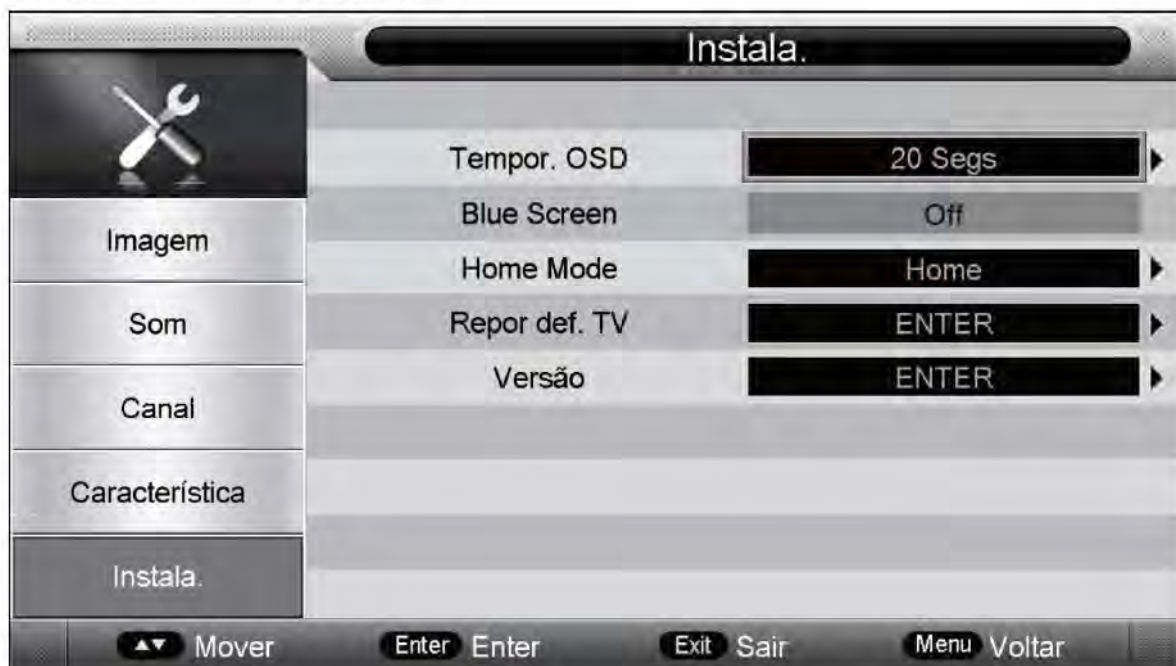 Instala.
Tempor. OSD 20 Segs
Blue Screen Off
Home Mode Home
Repor def. TV ENTER
Versão ENTER
Imagem
Som
Canal
Característica
Instala.
Mover Enter Enter Exit Sair Menu Voltar